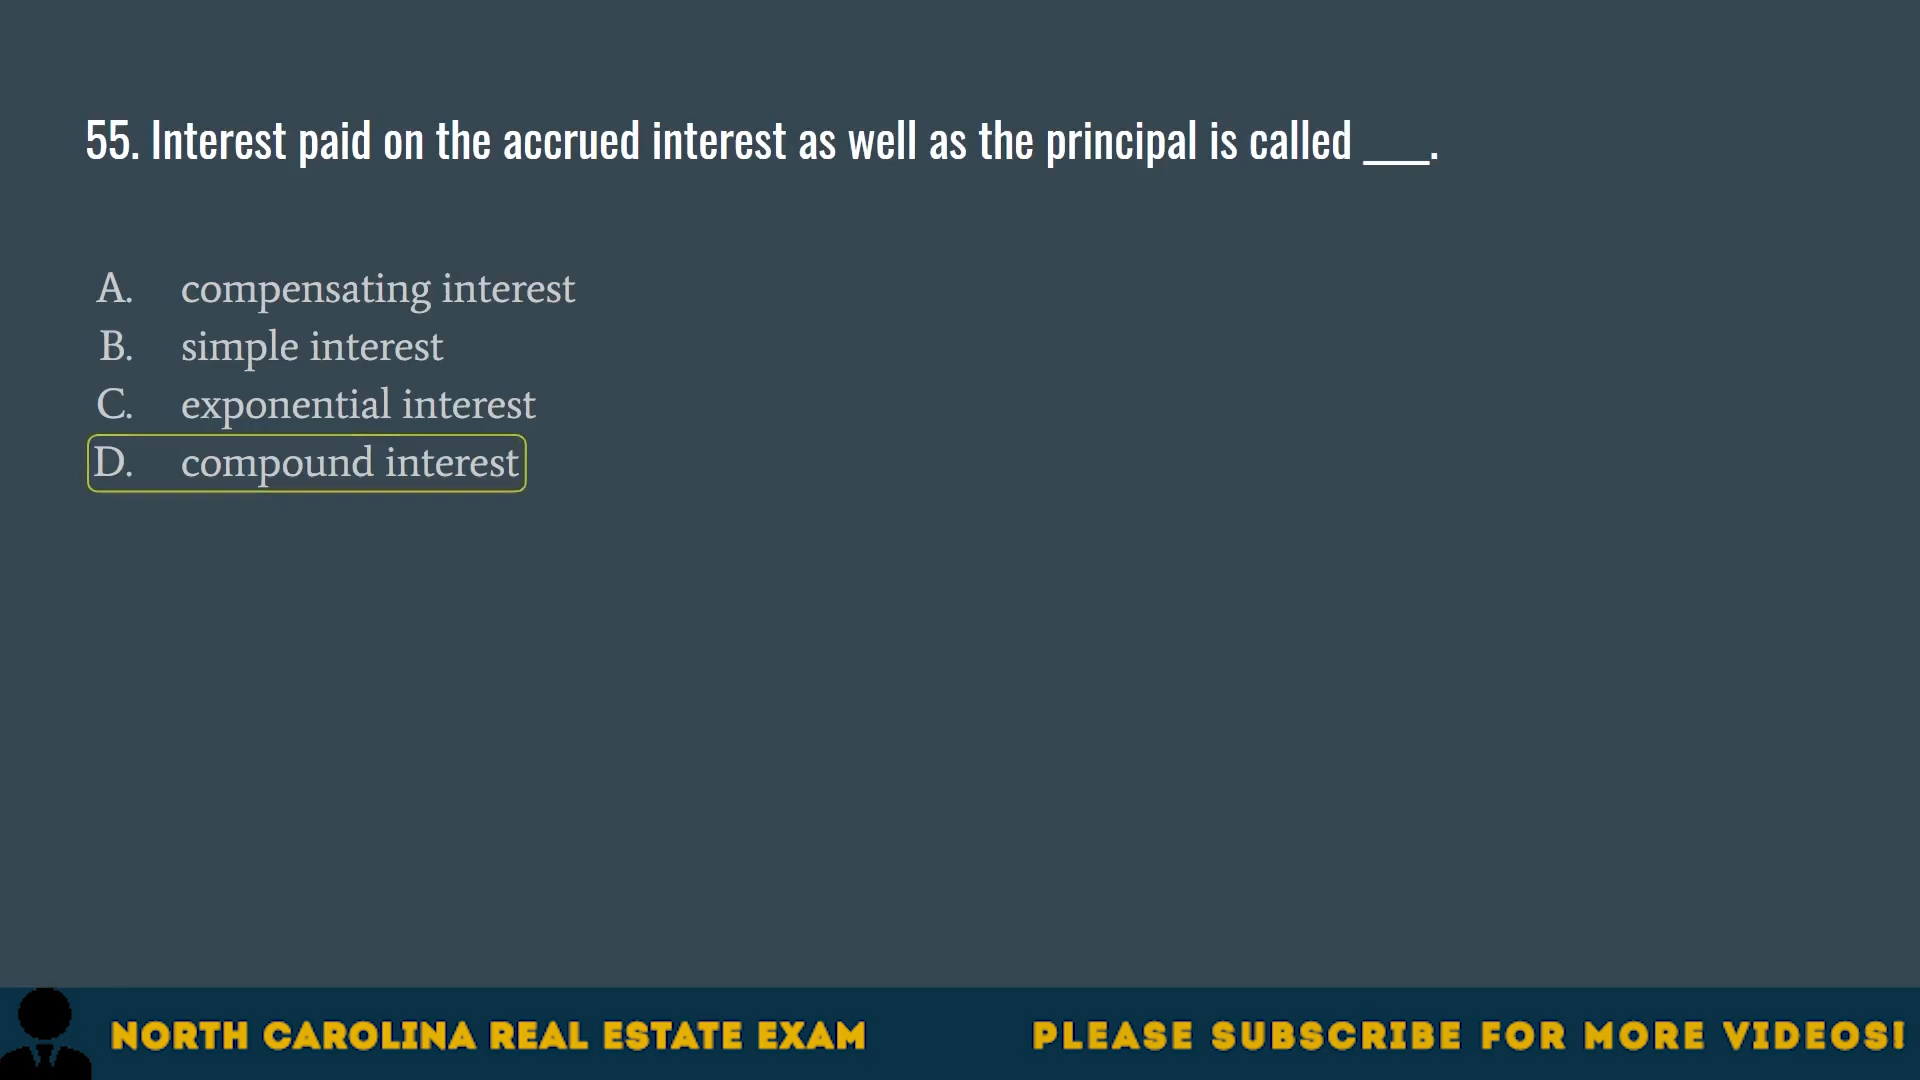 55. Interest paid on the accrued interest as well as the principal is called ____.
A. compensating interest
B. simple interest
C. exponential interest
D. compound interest
NORTH CAROLINA REAL ESTATE EXAM
PLEASE SUBSCRIBE FOR MORE VIDEOS!